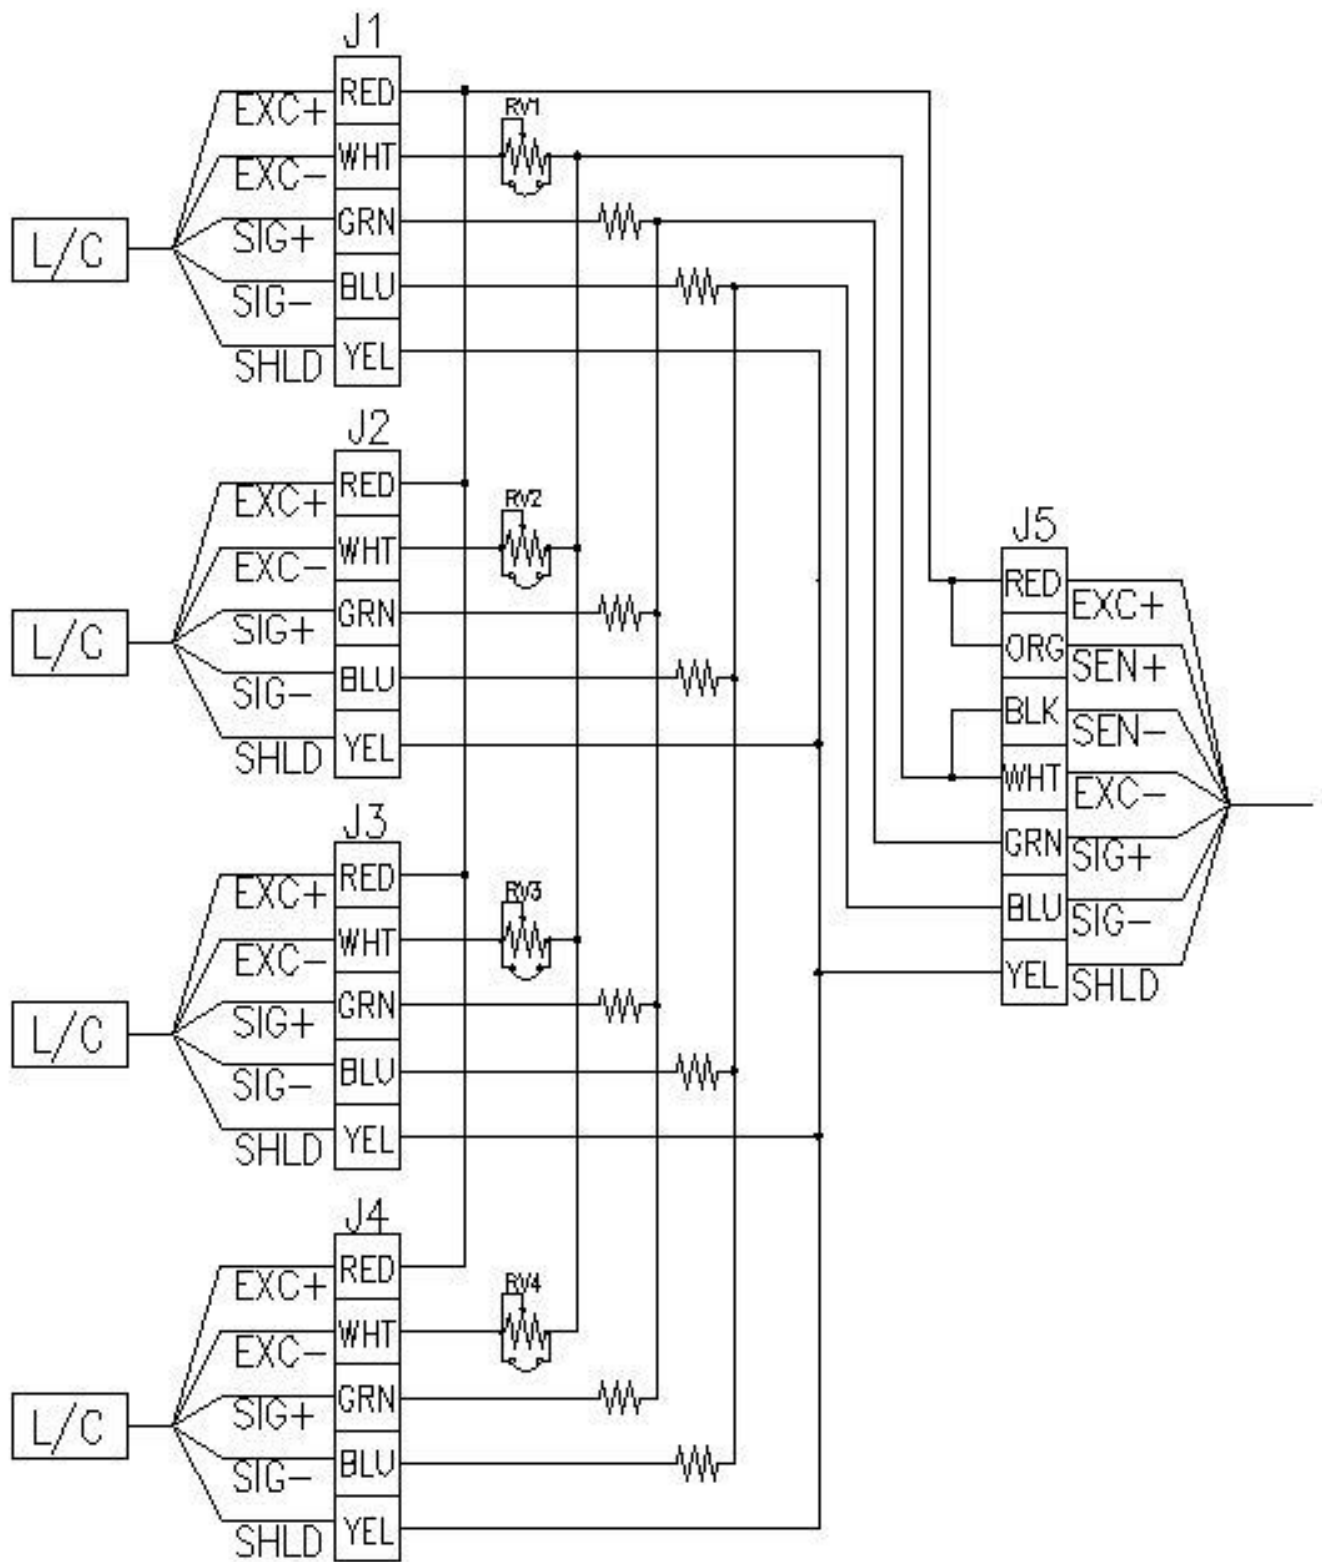 J1
EXC+ RED
RV1
EXC- WHT
SIG+ GRN
L/C
SIG- BLU
SHLD YEL
J2
EXC+ RED
RV2
EXC- WHT
SIG+ GRN
L/C
SIG- BLU
SHLD YEL
J3
EXC+ RED
RV3
EXC- WHT
SIG+ GRN
L/C
SIG- BLU
SHLD YEL
J4
EXC+ RED
RV4
EXC- WHT
SIG+ GRN
L/C
SIG- BLU
SHLD YEL
J5
RED EXC+
ORG SEN+
BLK SEN-
WHT EXC-
GRN SIG+
BLU SIG-
YEL SHLD